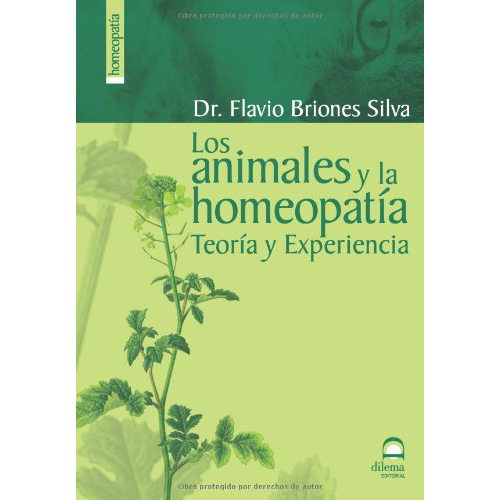 Obra protegida por derechos de autor
homeopatía
Dr. Flavio Briones Silva
Los
animales y la
homeopatía
Teoría y Experiencia
dilema
EDITORIAL
Obra protegida por derechos de autor